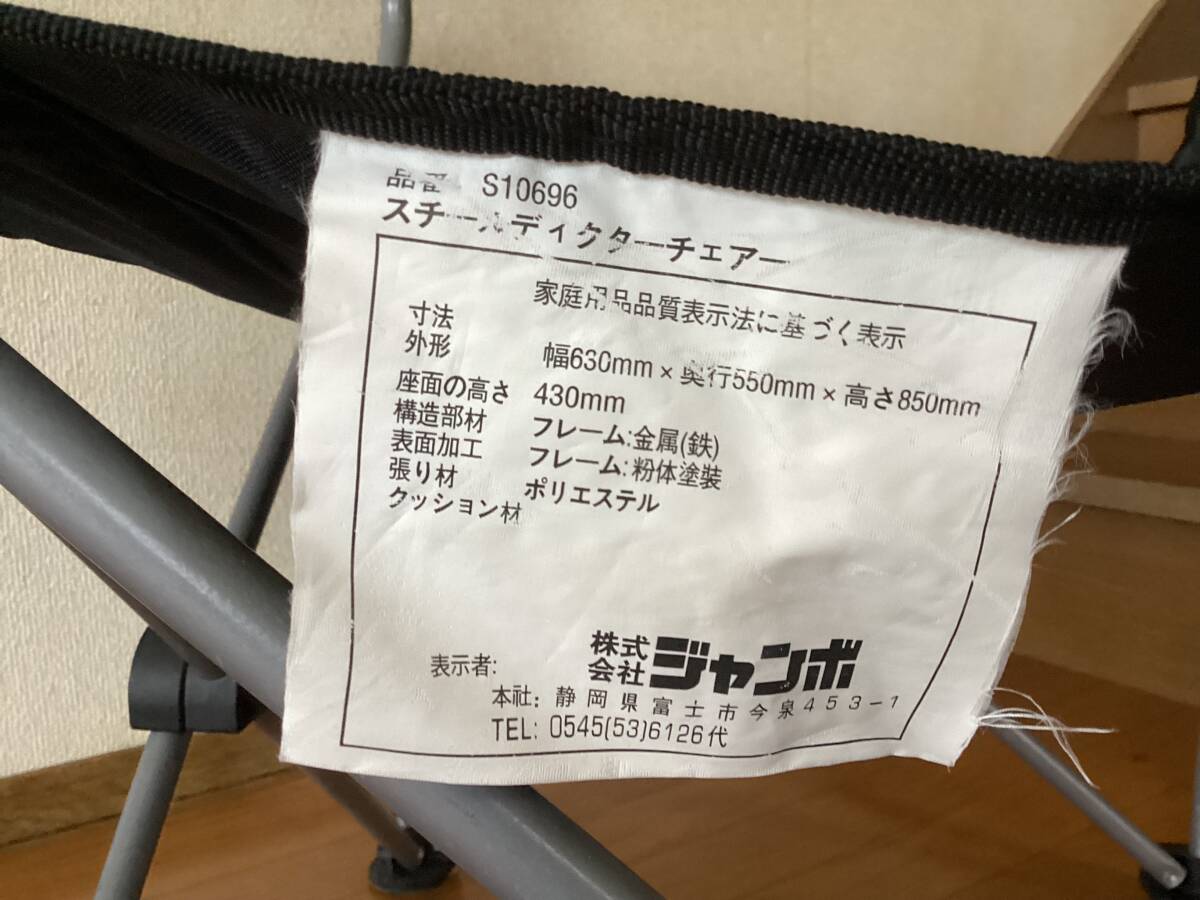 品番 S10696
スチールディクターチェアー
家庭用品品質表示法に基づく表示
寸法
外形 幅630mm×奥行550mm×高さ850mm
座面の高さ 430mm
構造部材 フレーム:金属(鉄)
表面加工 フレーム:粉体塗装
張り材 ポリエステル
クッション材
表示者: 株式会社 ジャンボ
本社: 静岡県富士市今泉453-1
TEL: 0545(53)6126代